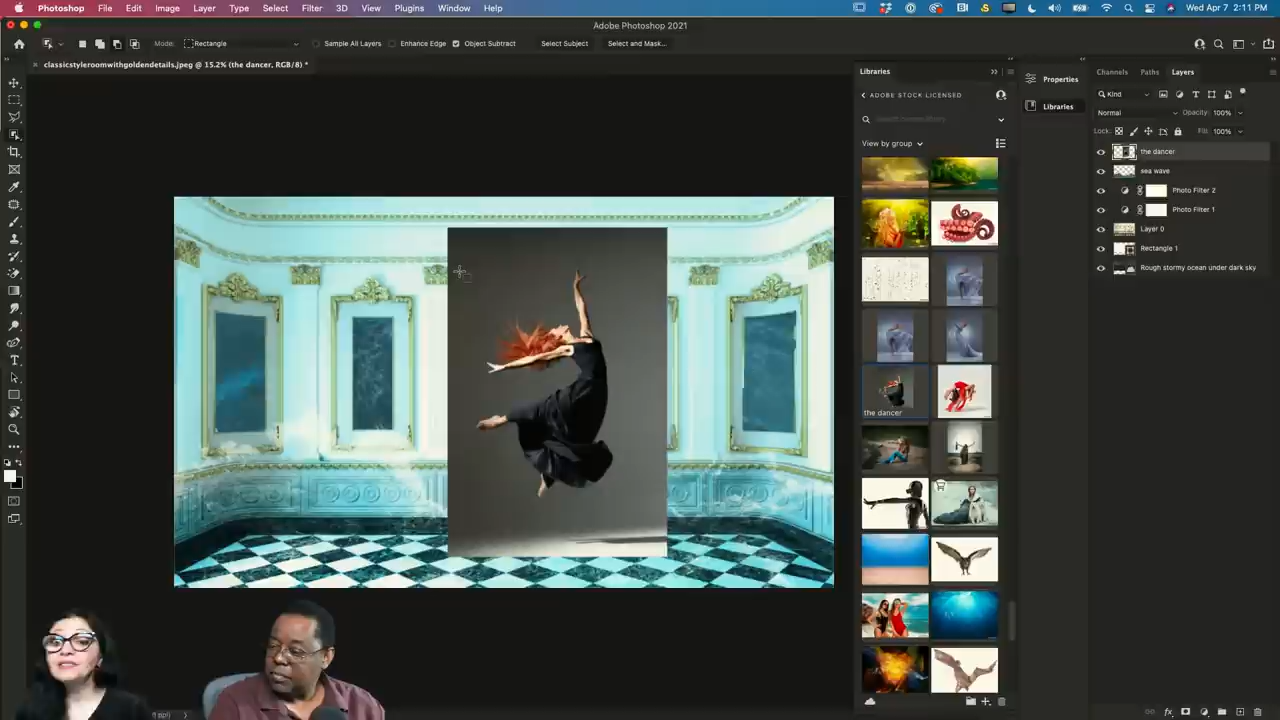 Photoshop File Edit Image Layer Type Select Filter 3D View Plugins Window Help Wed Apr 7 2:11 PM
Adobe Photoshop 2021
Mode: Rectangle Sample All Layers Enhance Edge Object Subtract Select Subject Select and Mask...
classicstyleroomwithgoldendetails.jpeg @ 15.2% (the dancer, RGB/8) *
Libraries
ADOBE STOCK LICENSED
View by group
the dancer
Properties
Libraries
Channels Paths Layers
Kind
Normal Opacity: 100%
Lock: Fill: 100%
the dancer
sea wave
Photo Filter 2
Photo Filter 1
Layer 0
Rectangle 1
Rough stormy ocean under dark sky